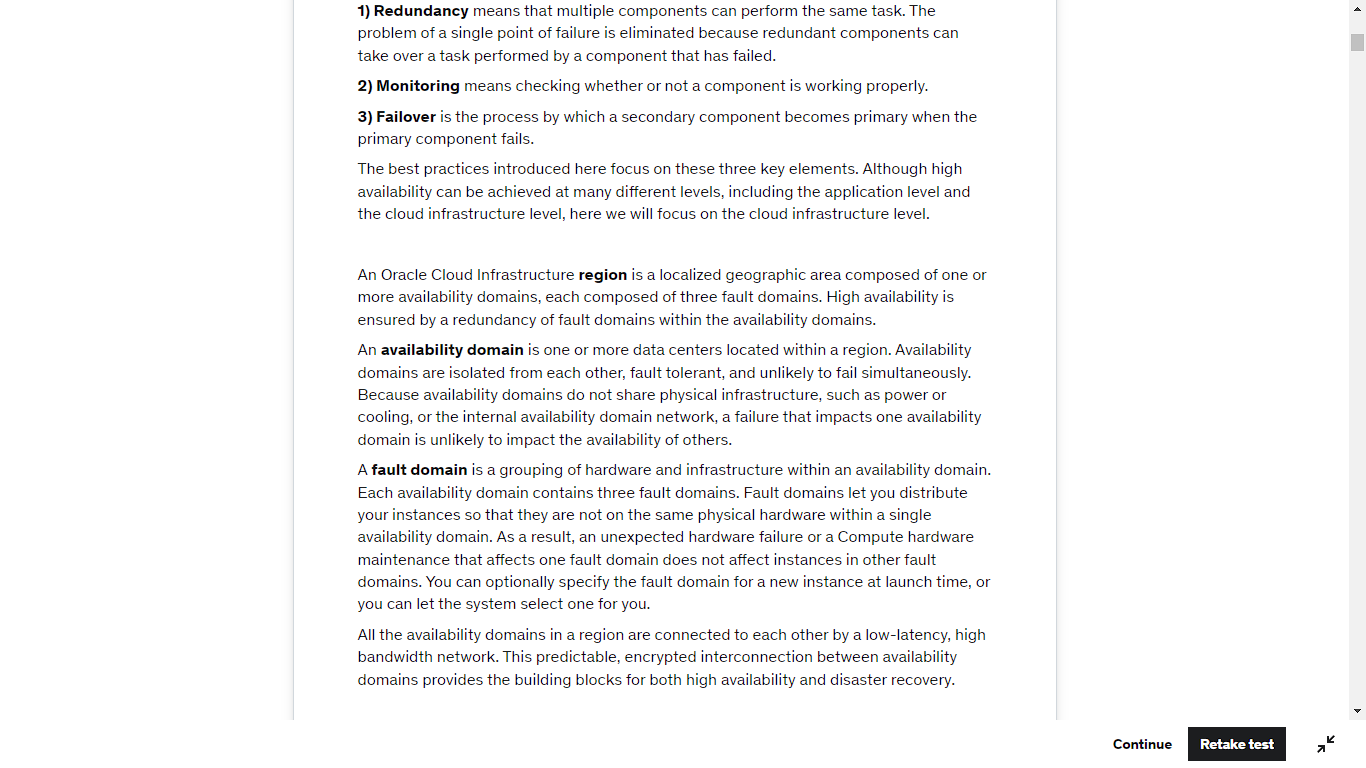 1) Redundancy means that multiple components can perform the same task. The
problem of a single point of failure is eliminated because redundant components can
take over a task performed by a component that has failed.
2) Monitoring means checking whether or not a component is working properly.
3) Failover is the process by which a secondary component becomes primary when the
primary component fails.
The best practices introduced here focus on these three key elements. Although high
availability can be achieved at many different levels, including the application level and
the cloud infrastructure level, here we will focus on the cloud infrastructure level.
An Oracle Cloud Infrastructure region is a localized geographic area composed of one or
more availability domains, each composed of three fault domains. High availability is
ensured by a redundancy of fault domains within the availability domains.
An availability domain is one or more data centers located within a region. Availability
domains are isolated from each other, fault tolerant, and unlikely to fail simultaneously.
Because availability domains do not share physical infrastructure, such as power or
cooling, or the internal availability domain network, a failure that impacts one availability
domain is unlikely to impact the availability of others.
A fault domain is a grouping of hardware and infrastructure within an availability domain.
Each availability domain contains three fault domains. Fault domains let you distribute
your instances so that they are not on the same physical hardware within a single
availability domain. As a result, an unexpected hardware failure or a Compute hardware
maintenance that affects one fault domain does not affect instances in other fault
domains. You can optionally specify the fault domain for a new instance at launch time, or
you can let the system select one for you.
All the availability domains in a region are connected to each other by a low-latency, high
bandwidth network. This predictable, encrypted interconnection between availability
domains provides the building blocks for both high availability and disaster recovery.
Continue
Retake test